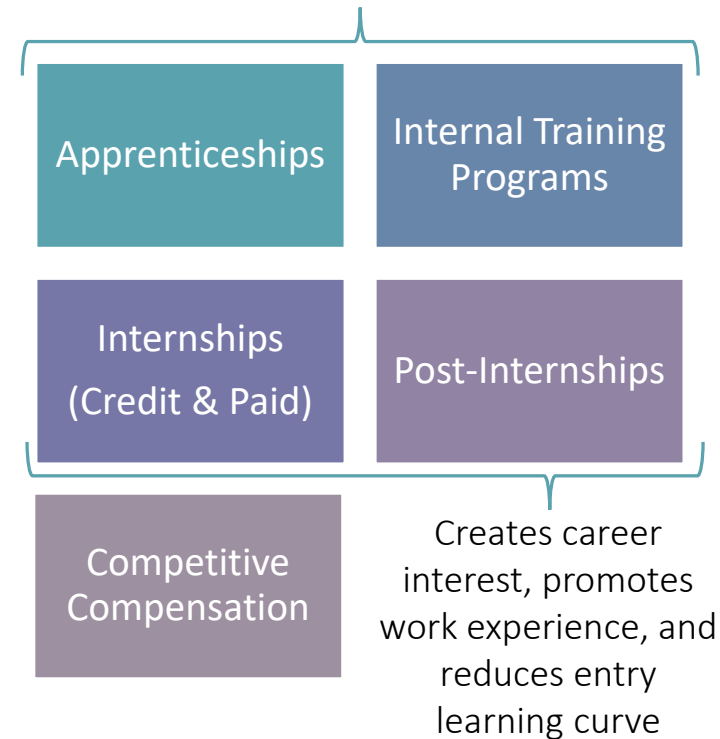 Apprenticeships
Internal Training
Programs
Internships
(Credit & Paid)
Post-Internships
Competitive
Compensation
Creates career
interest, promotes
work experience, and
reduces entry
learning curve